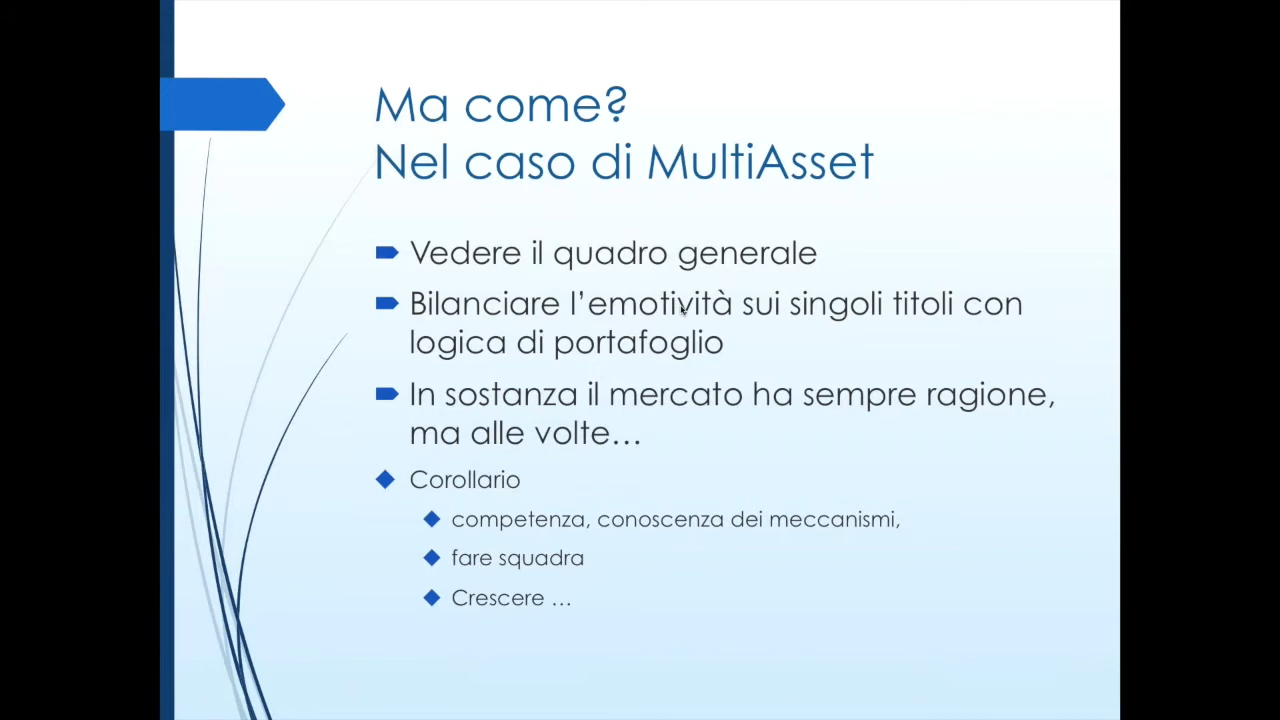 Ma come?
Nel caso di MultiAsset
Vedere il quadro generale
Bilanciare l’emotività sui singoli titoli con
logica di portafoglio
In sostanza il mercato ha sempre ragione,
ma alle volte…
Corollario
competenza, conoscenza dei meccanismi,
fare squadra
Crescere …